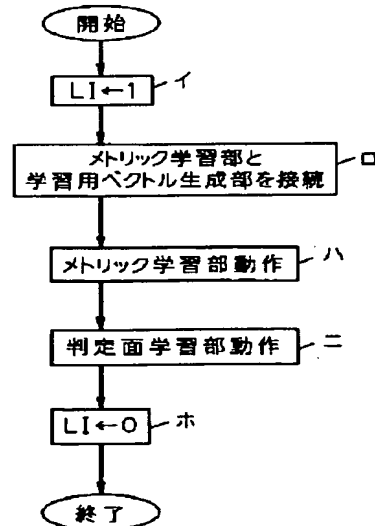 開始
LI←1
イ
メトリック学習部と
学習用ベクトル生成部を接続
ロ
メトリック学習部動作
ハ
判定面学習部動作
ニ
LI←0
ホ
終了